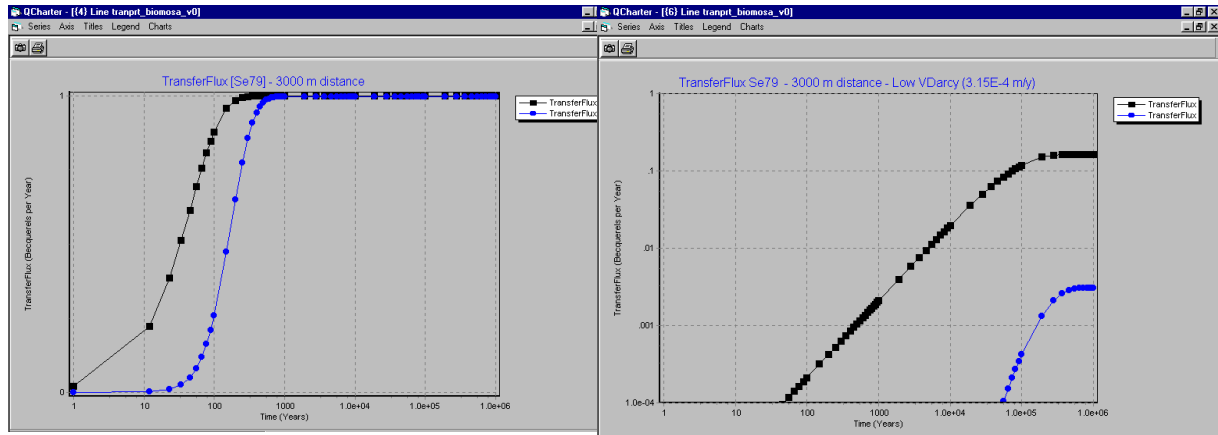 QCharter - [{4} Line tranprt_biomosa_v0]
Series Axis Titles Legend Charts
TransferFlux [Se79] - 3000 m distance
1
0
TransferFlux (Becquerels per Year)
1 10 100 1000 1.0e+04 1.0e+05 1.0e+06
Time (Years)
TransferFlux
TransferFlux
QCharter - [{6} Line tranprt_biomosa_v0]
Series Axis Titles Legend Charts
TransferFlux Se79 - 3000 m distance - Low VDarcy (3.15E-4 m/y)
1
.1
.01
.001
1.0e-04
TransferFlux (Becquerels per Year)
1 10 100 1000 1.0e+04 1.0e+05 1.0e+06
Time (Years)
TransferFlux
TransferFlux